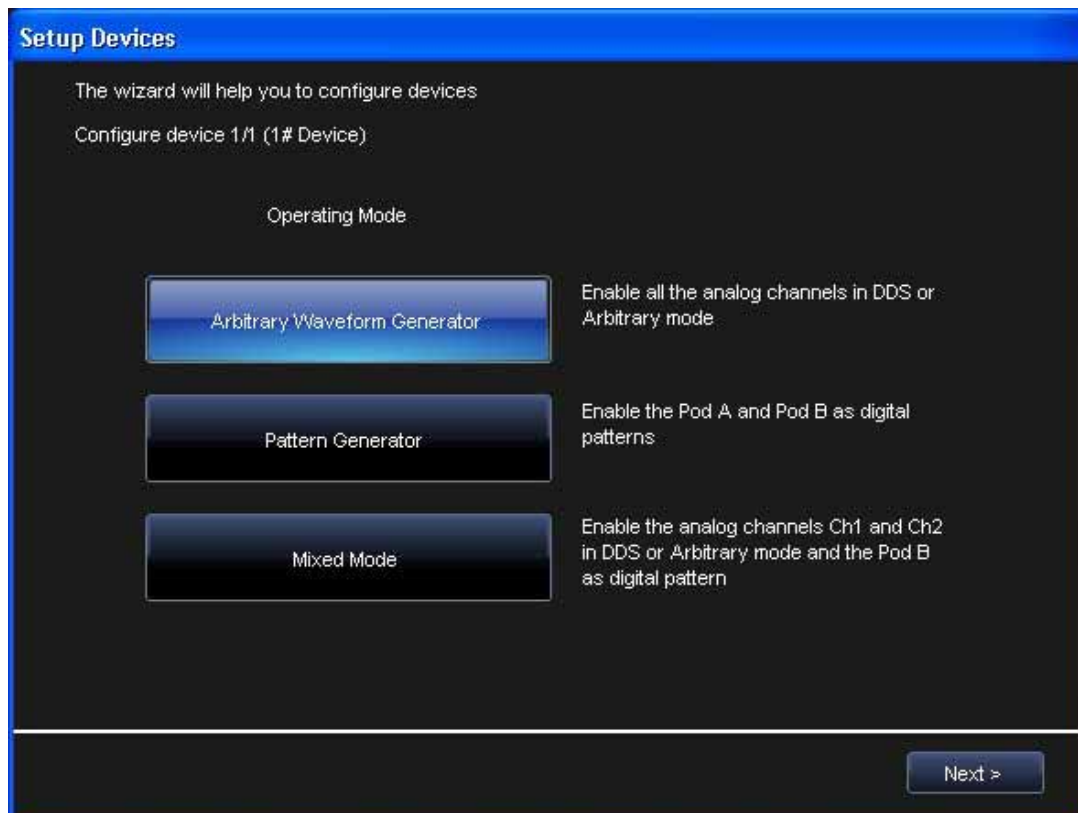 Setup Devices
The wizard will help you to configure devices
Configure device 1/1 (1# Device)
Operating Mode
Arbitrary Waveform Generator
Enable all the analog channels in DDS or
Arbitrary mode
Pattern Generator
Enable the Pod A and Pod B as digital
patterns
Mixed Mode
Enable the analog channels Ch1 and Ch2
in DDS or Arbitrary mode and the Pod B
as digital pattern
Next >